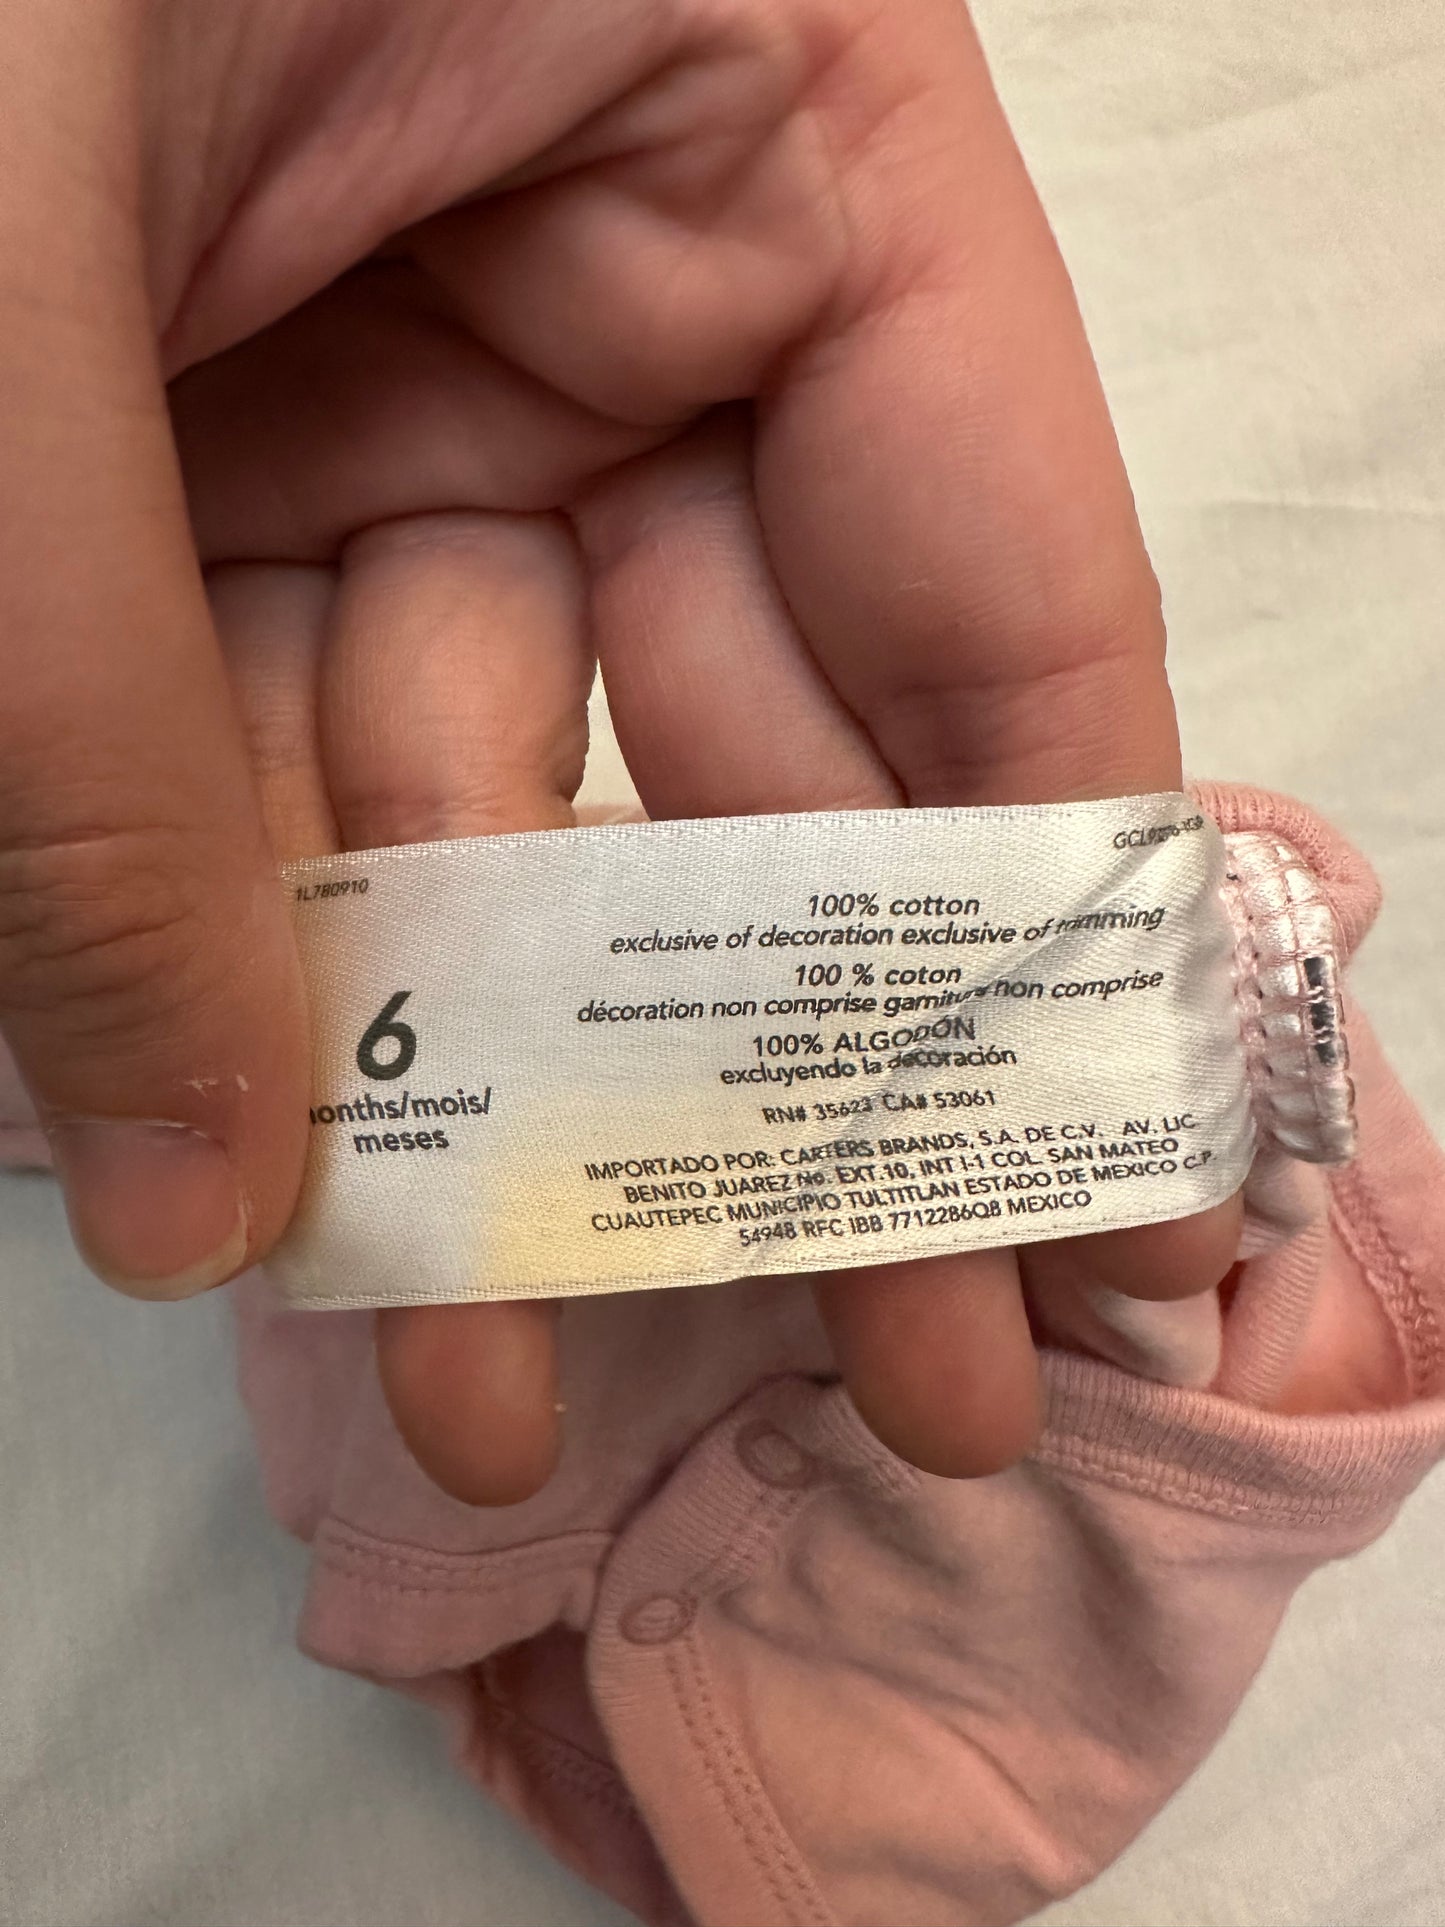 1L780910
6
onths/mois/
meses
100% cotton
exclusive of decoration exclusive of trimming
100 % coton
décoration non comprise garniture non comprise
100% ALGODÓN
excluyendo la decoración
RN# 35623 CA# 53061
IMPORTADO POR: CARTERS BRANDS, S.A. DE C.V. AV. LIC
BENITO JUAREZ No. EXT.10, INT I-1 COL. SAN MATEO
CUAUTEPEC MUNICIPIO TULTITLAN ESTADO DE MEXICO C.P.
54948 RFC IBB 7712286Q8 MEXICO